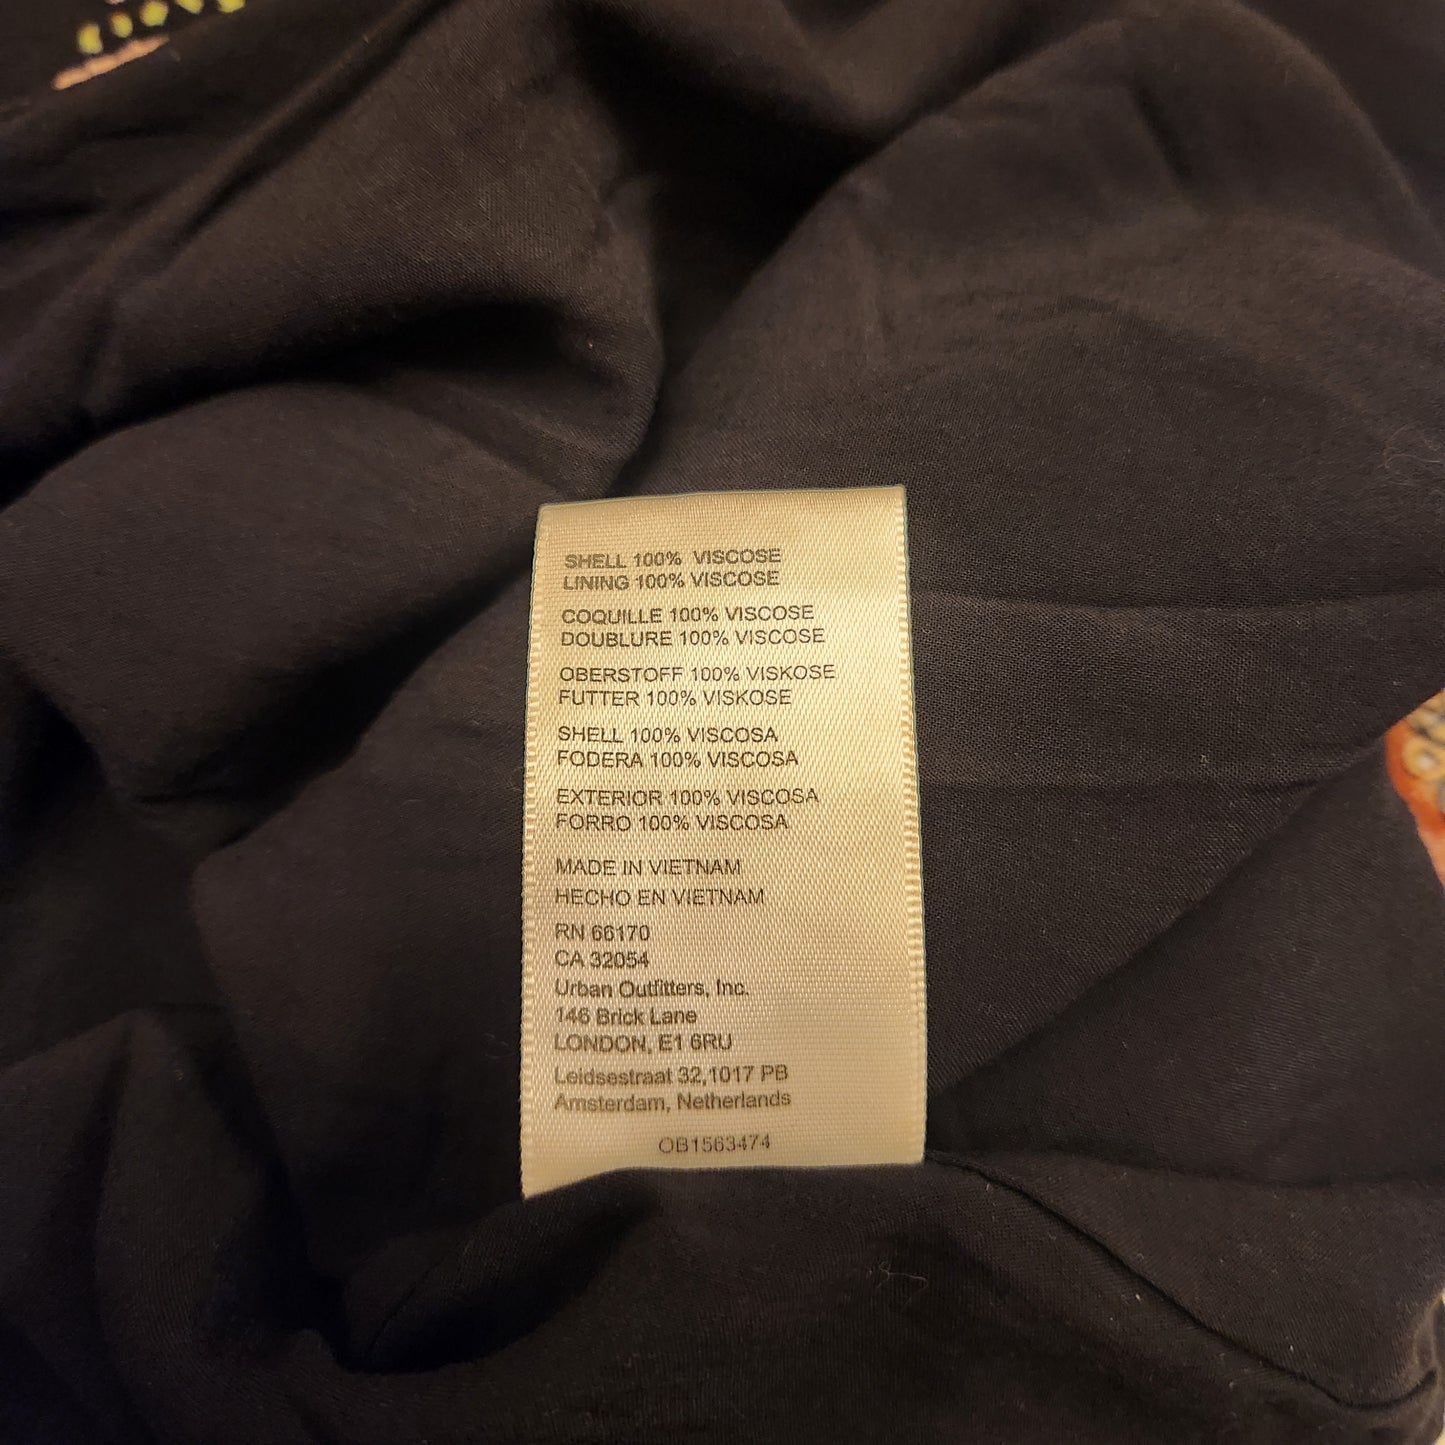 SHELL 100% VISCOSE
LINING 100% VISCOSE
COQUILLE 100% VISCOSE
DOUBLURE 100% VISCOSE
OBERSTOFF 100% VISKOSE
FUTTER 100% VISKOSE
SHELL 100% VISCOSA
FODERA 100% VISCOSA
EXTERIOR 100% VISCOSA
FORRO 100% VISCOSA
MADE IN VIETNAM
HECHO EN VIETNAM
RN 66170
CA 32054
Urban Outfitters, Inc.
146 Brick Lane
LONDON, E1 6RU
Leidsestraat 32,1017 PB
Amsterdam, Netherlands
OB1563474